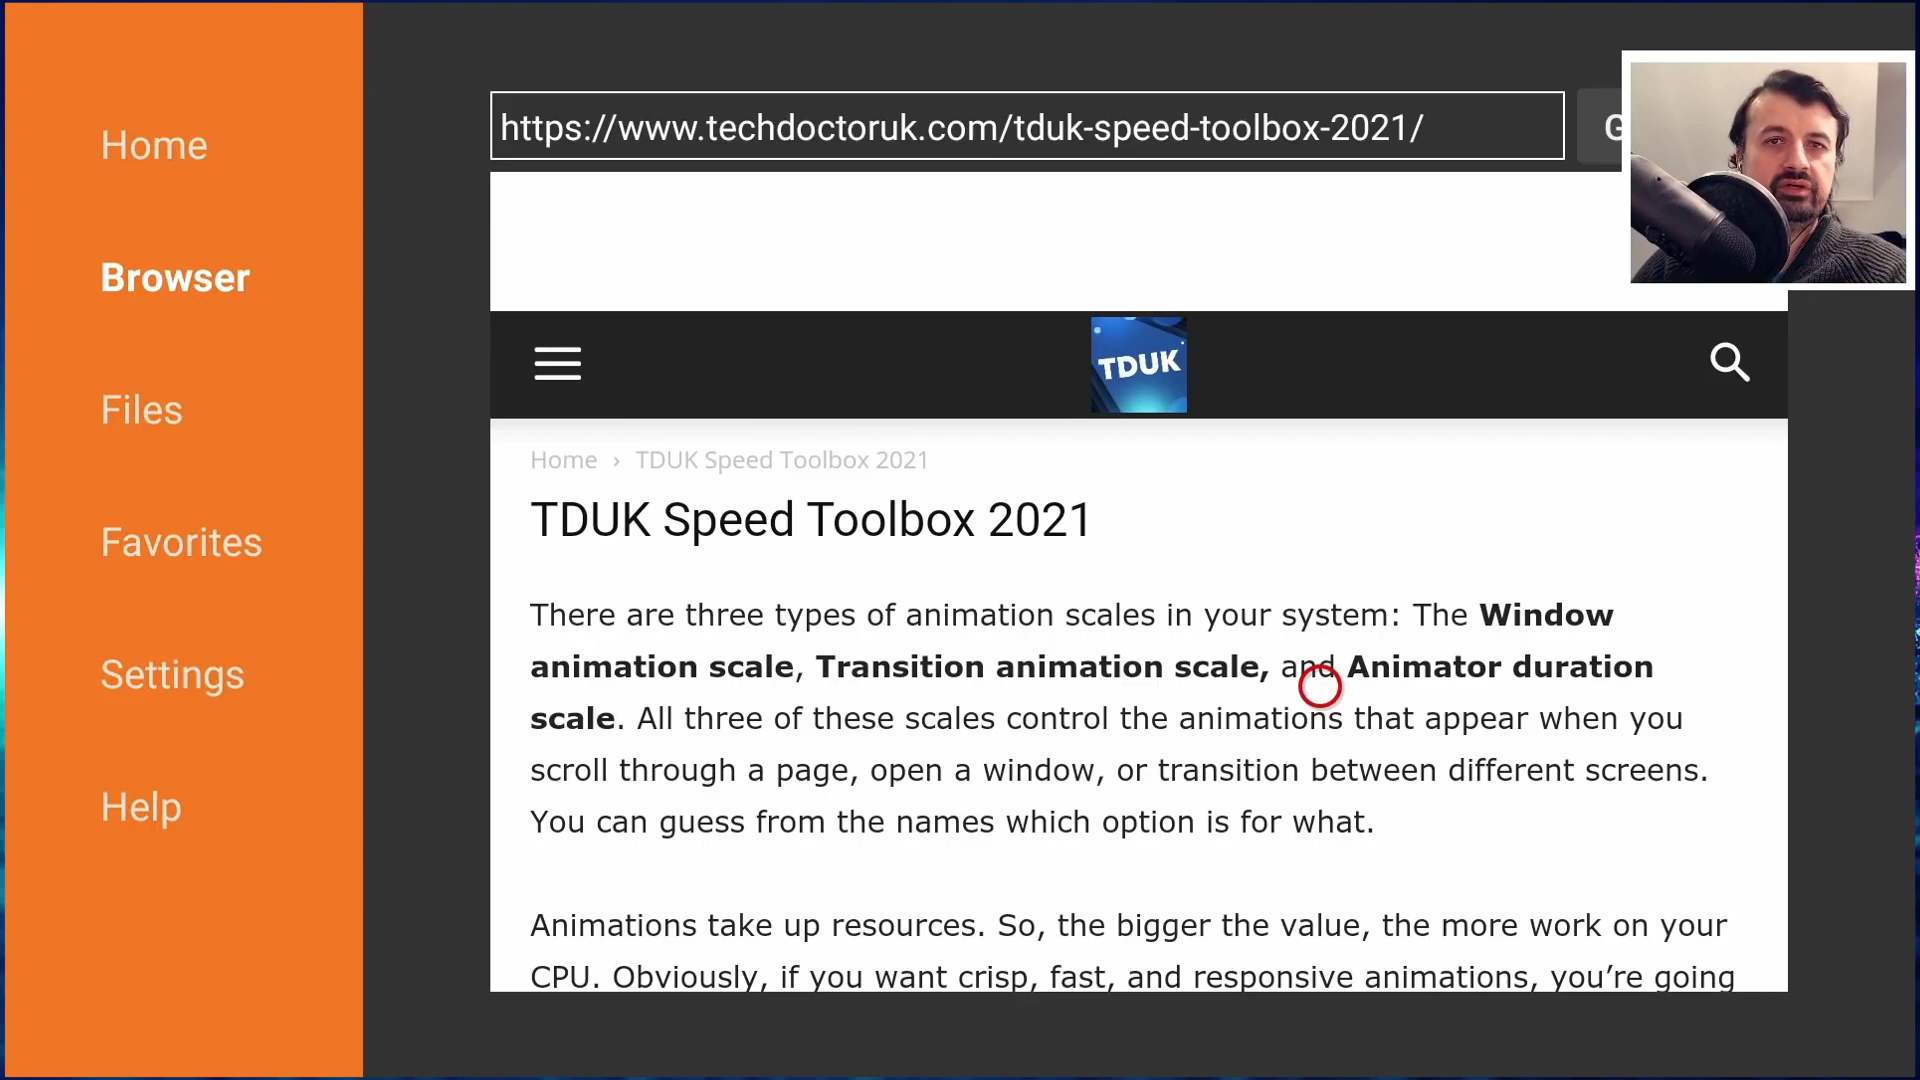 Home
Browser
Files
Favorites
Settings
Help
https://www.techdoctoruk.com/tduk-speed-toolbox-2021/
G
TDUK
Home › TDUK Speed Toolbox 2021
TDUK Speed Toolbox 2021
There are three types of animation scales in your system: The Window
animation scale, Transition animation scale, and Animator duration
scale. All three of these scales control the animations that appear when you
scroll through a page, open a window, or transition between different screens.
You can guess from the names which option is for what.
Animations take up resources. So, the bigger the value, the more work on your
CPU. Obviously, if you want crisp, fast, and responsive animations, you’re going